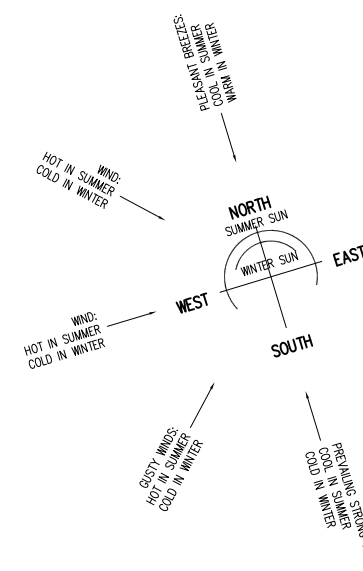 PLEASANT BREEZES:
COOL IN SUMMER
WARM IN WINTER
WIND:
HOT IN SUMMER
COLD IN WINTER
NORTH
SUMMER SUN
WINTER SUN
EAST
WEST
WIND:
HOT IN SUMMER
COLD IN WINTER
SOUTH
GUSTY WINDS:
HOT IN SUMMER
COLD IN WINTER
PREVAILING STRONG
COOL IN SUMMER
COLD IN WINTER